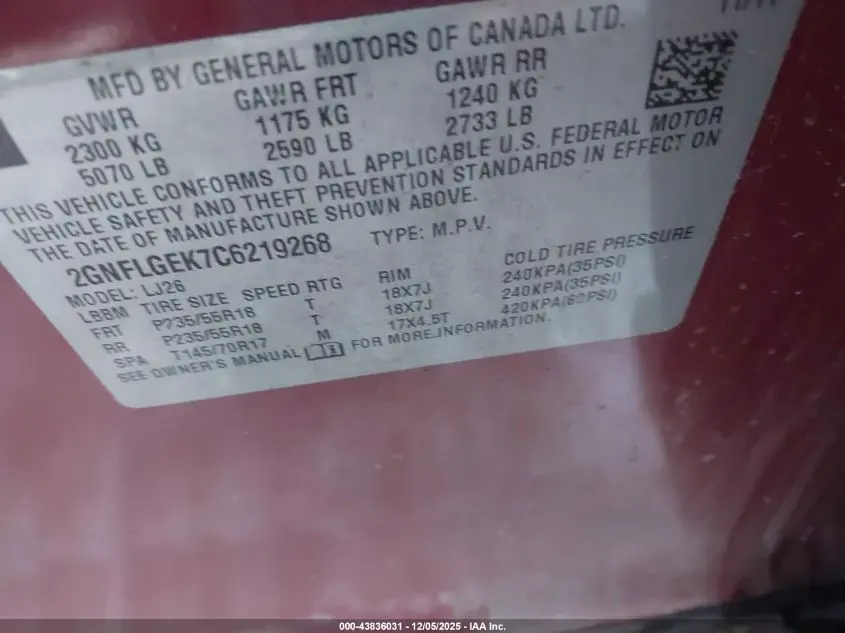 MFD BY GENERAL MOTORS OF CANADA LTD.
GVWR GAWR FRT GAWR RR
2300 KG 1175 KG 1240 KG
5070 LB 2590 LB 2733 LB
THIS VEHICLE CONFORMS TO ALL APPLICABLE U.S. FEDERAL MOTOR
VEHICLE SAFETY AND THEFT PREVENTION STANDARDS IN EFFECT ON
THE DATE OF MANUFACTURE SHOWN ABOVE.
2GNFLGEK7C6219268 TYPE: M.P.V.
MODEL: LJ26
LBBM TIRE SIZE SPEED RTG RIM COLD TIRE PRESSURE
FRT P235/55R18 T 18X7J 240KPA(35PSI)
RR P235/55R18 T 18X7J 240KPA(35PSI)
SPA T145/70R17 M 17X4.5T 420KPA(60PSI)
SEE OWNER'S MANUAL FOR MORE INFORMATION.
000-43836031 - 12/05/2025 - IAA Inc.